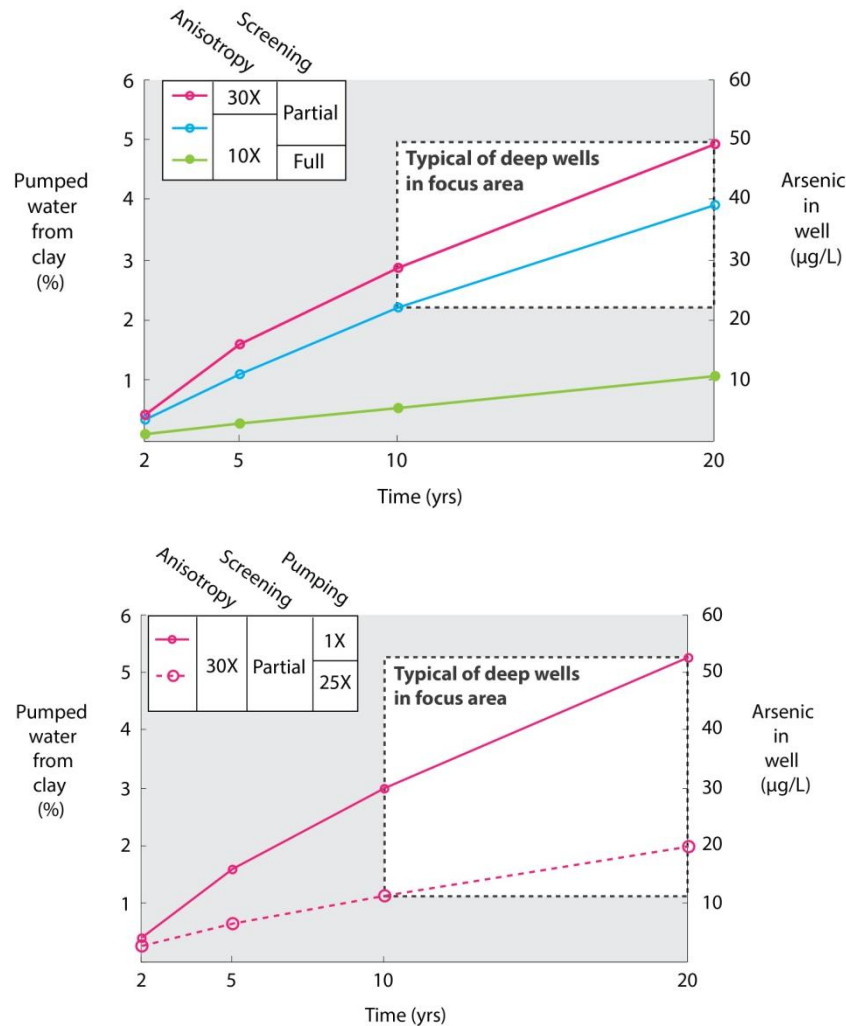 Anisotropy
Screening
30X
Partial
10X
Full
Pumped
water
from
clay
(%)
6
5
4
3
2
1
Typical of deep wells
in focus area
60
50
40
30
20
10
Arsenic
in
well
(µg/L)
2
5
10
20
Time (yrs)
Anisotropy
Screening
Pumping
30X
Partial
1X
25X
Pumped
water
from
clay
(%)
6
5
4
3
2
1
Typical of deep wells
in focus area
60
50
40
30
20
10
Arsenic
in
well
(µg/L)
2
5
10
20
Time (yrs)